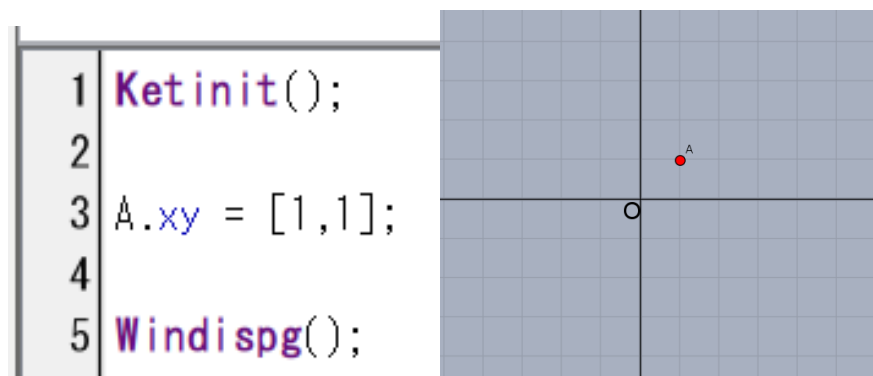 1 Ketinit();
2
3 A.xy = [1,1];
4
5 Windispg();
A
O